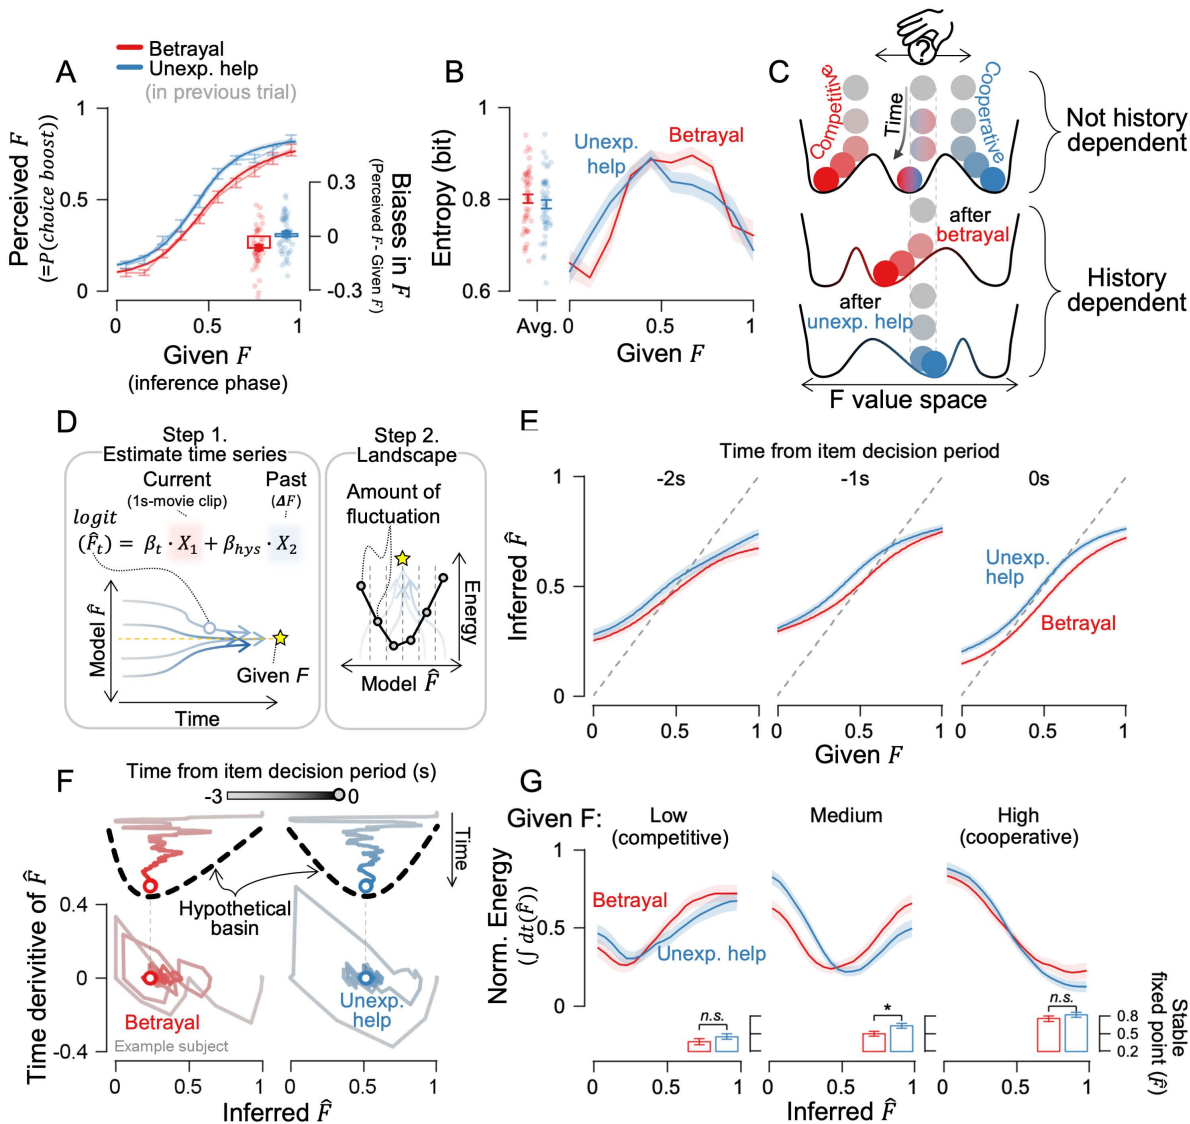 Betrayal
Unexp. help
(in previous trial)
A
Perceived F
(=P(choice boost))
1
0.5
0
0
0.5
1
Given F
(inference phase)
0.3
0
-0.3
Biases in F
(Perceived F - Given F)
B
Entropy (bit)
1
0.8
0.6
Unexp.
help
Betrayal
Avg.
0
0.5
1
Given F
C
?
Competitive
Time
Cooperative
Not history
dependent
after
betrayal
after
unexp. help
History
dependent
F value space
D
Step 1.
Estimate time series
Current
(1s-movie clip)
Past
(ΔF)
logit
(F̂t) = βt · X1 + βhys · X2
Model F̂
Given F
Time
Step 2.
Landscape
Amount of
fluctuation
Energy
Model F̂
E
Time from item decision period
-2s
-1s
0s
Inferred F̂
1
0.5
0
Unexp.
help
Betrayal
0
0.5
1
0
0.5
1
0
0.5
1
Given F
F
Time from item decision period (s)
-3
0
Time
Hypothetical
basin
Time derivitive of F̂
0.4
0
-0.4
Betrayal
Example subject
Unexp.
help
0
0.5
1
0
0.5
1
Inferred F̂
G
Given F:
Low
(competitive)
Medium
High
(cooperative)
Norm. Energy
(∫ dt(F̂))
1
0.5
0
Betrayal
Unexp. help
n.s.
*
n.s.
0.8
0.5
0.2
Stable
fixed point (F̂)
0
0.5
1
0
0.5
1
0
0.5
1
Inferred F̂